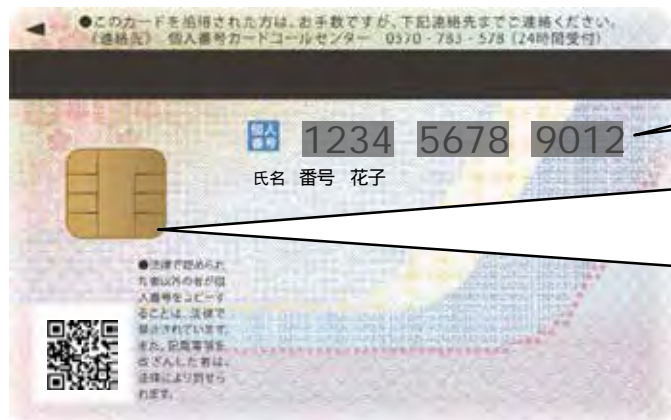 ●このカードを拾得された方は、お手数ですが、下記連絡先までご連絡ください。
《連絡先》 個人番号カードコールセンター 0570-783-578 (24時間受付)
個人
番号
1234 5678 9012
氏名 番号 花子
●法律で認められ
た者以外の者が個
人番号をコピーす
ることは、法律で
禁止されています。
また、記載事項を
改ざんした者は、
法律により罰せら
れます。